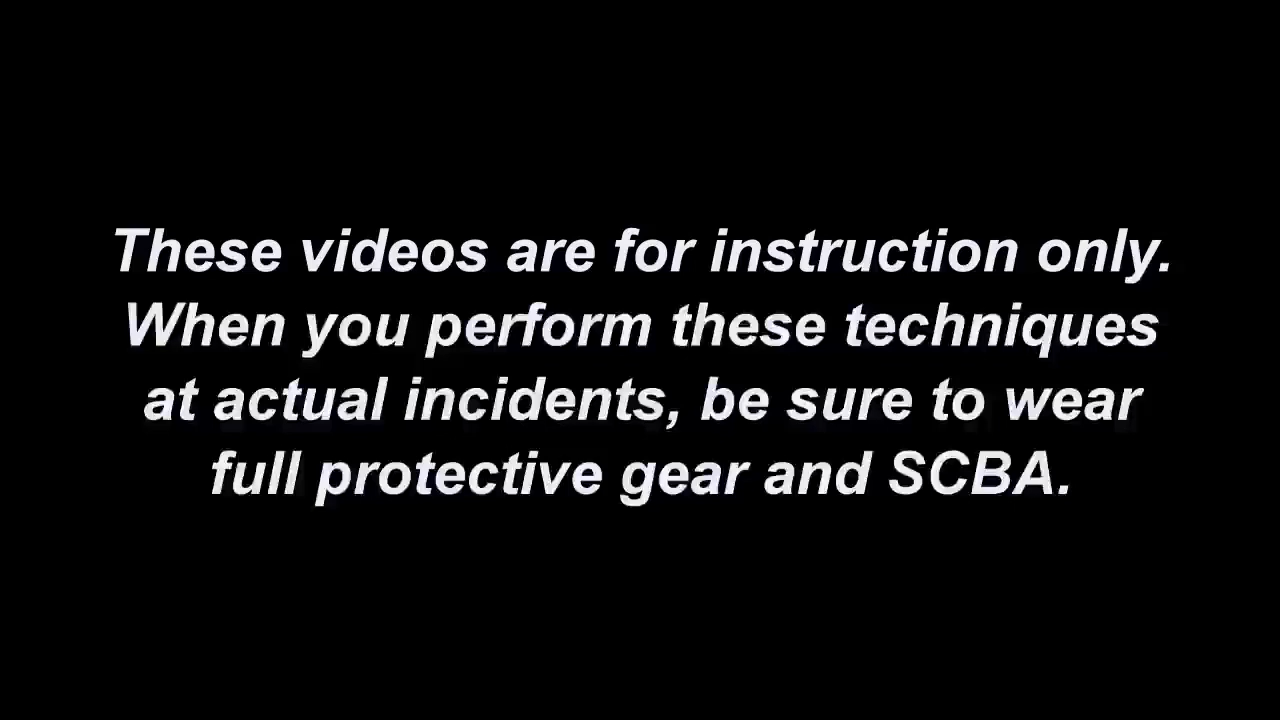 These videos are for instruction only.
When you perform these techniques
at actual incidents, be sure to wear
full protective gear and SCBA.